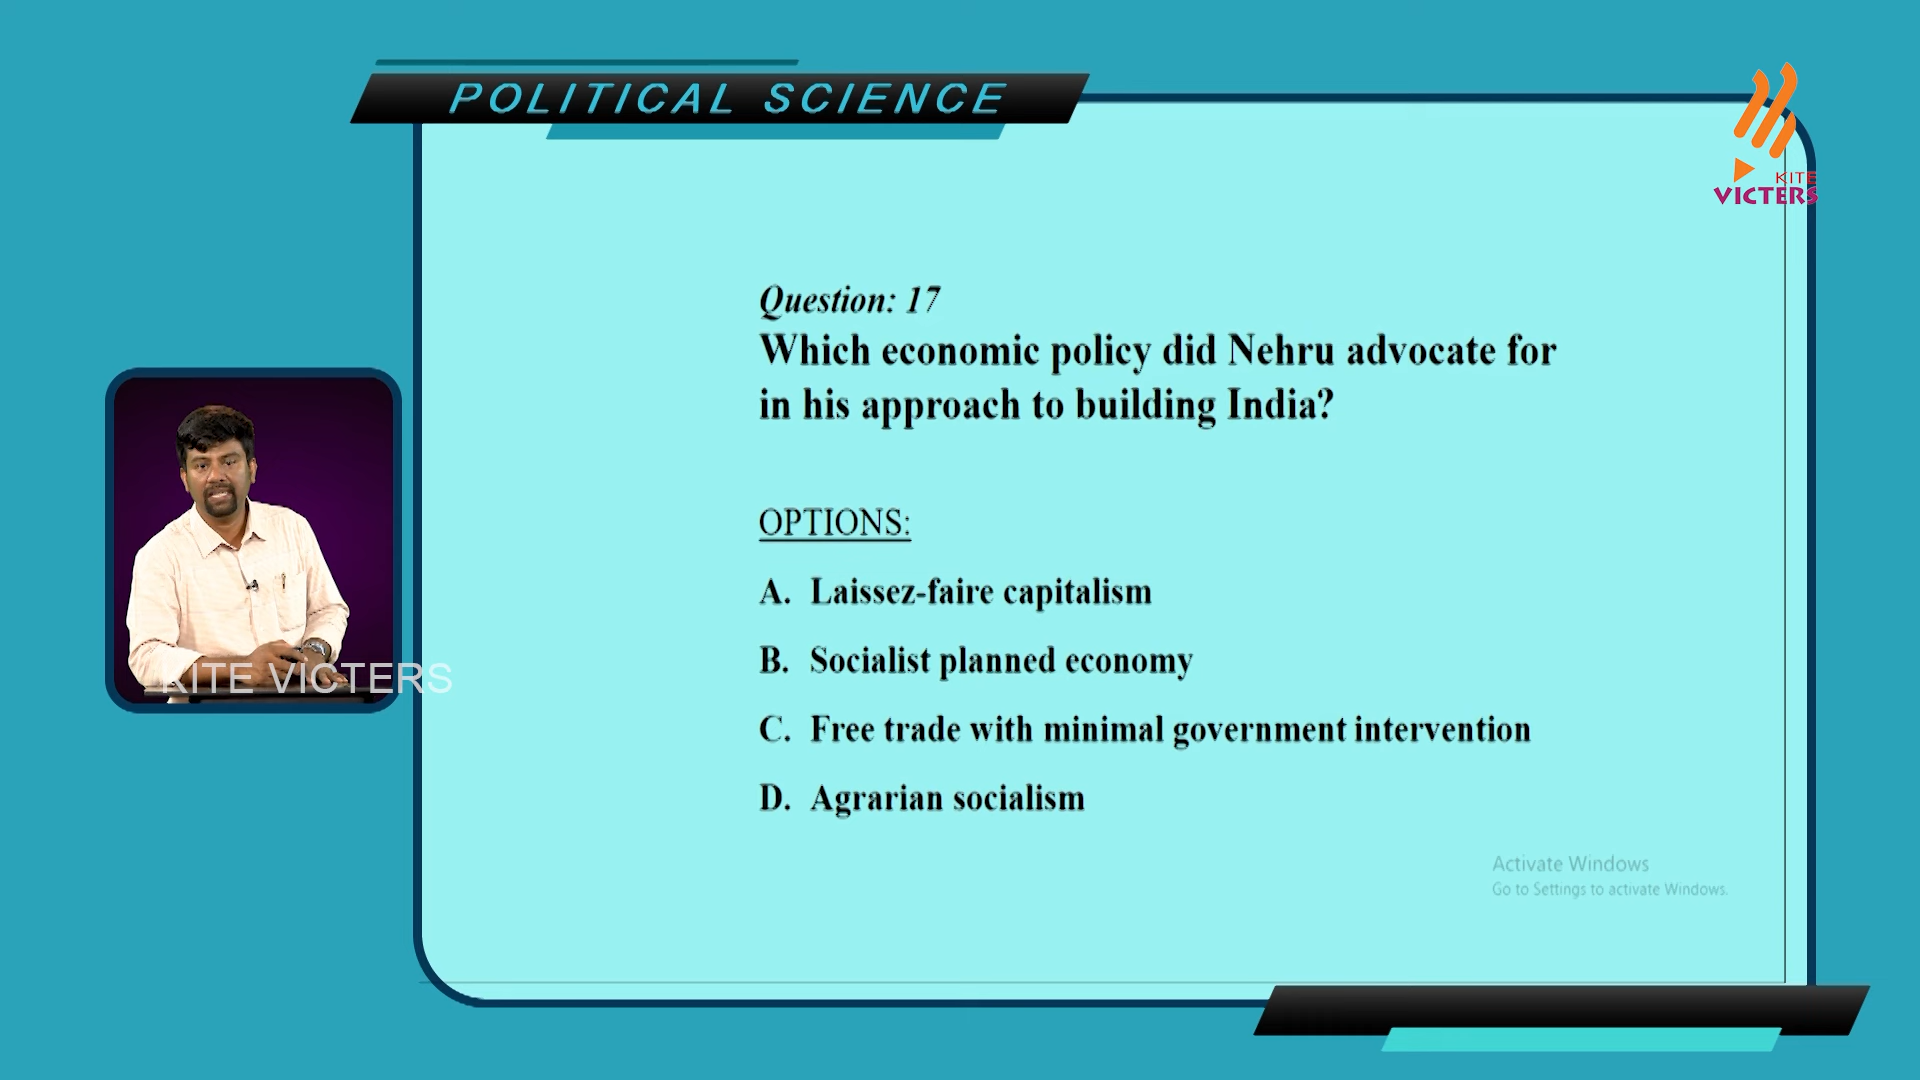 POLITICAL SCIENCE
KITE
VICTERS
Question: 17
Which economic policy did Nehru advocate for
in his approach to building India?
OPTIONS:
A. Laissez-faire capitalism
B. Socialist planned economy
C. Free trade with minimal government intervention
D. Agrarian socialism
KITE VICTERS
Activate Windows
Go to Settings to activate Windows.